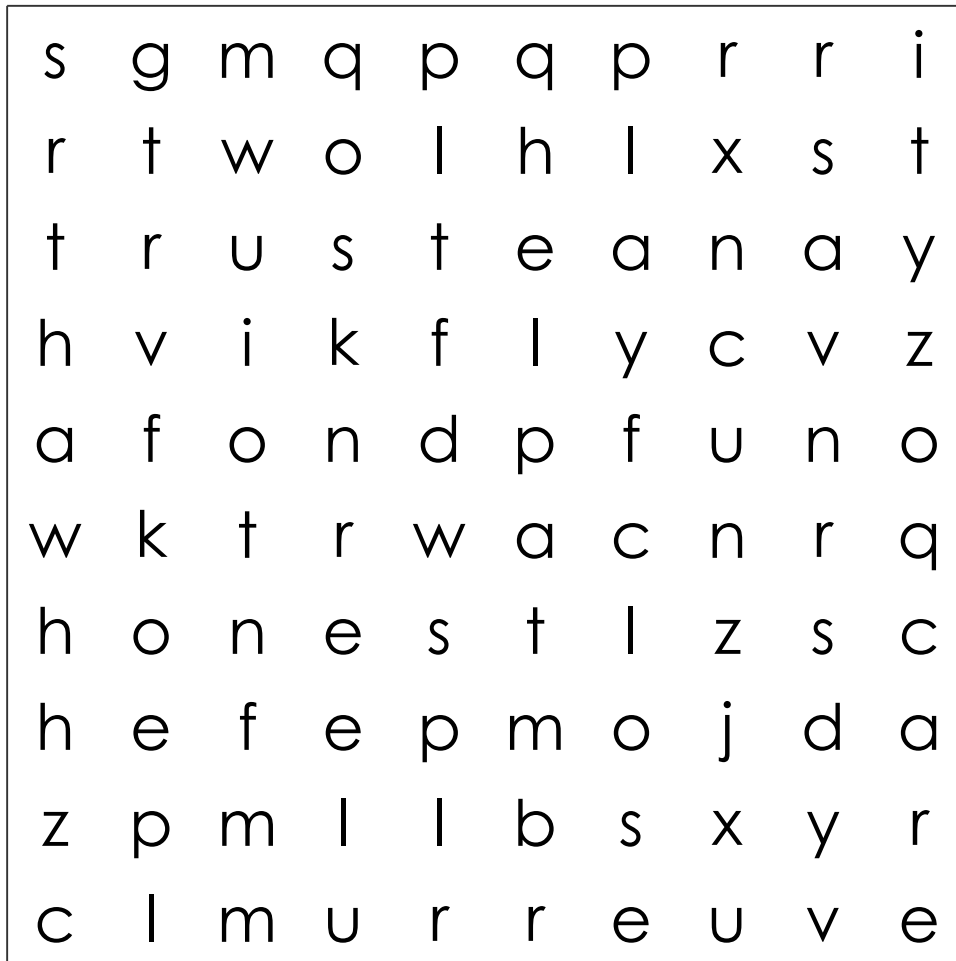 s g m q p q p r r i
r t w o l h l x s t
t r u s t e a n a y
h v i k f l y c v z
a f o n d p f u n o
w k t r w a c n r q
h o n e s t l z s c
h e f e p m o j d a
z p m l l b s x y r
c l m u r r e u v e